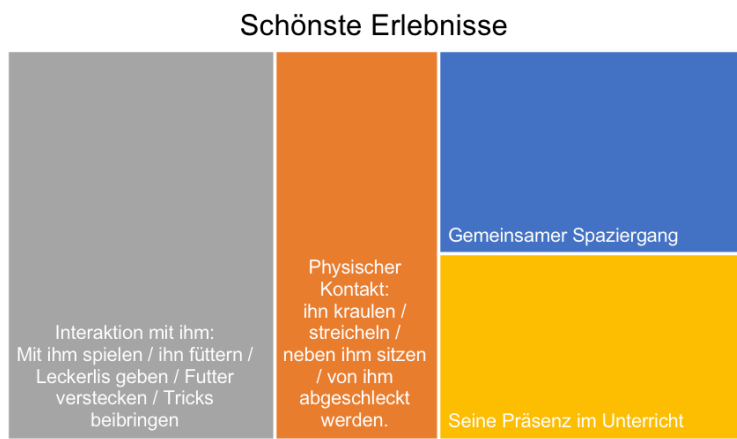 Schönste Erlebnisse
Interaktion mit ihm:
Mit ihm spielen / ihn füttern /
Leckerlis geben / Futter
verstecken / Tricks
beibringen
Physischer
Kontakt:
ihn kraulen /
streicheln /
neben ihm sitzen
/ von ihm
abgeschleckt
werden.
Gemeinsamer Spaziergang
Seine Präsenz im Unterricht